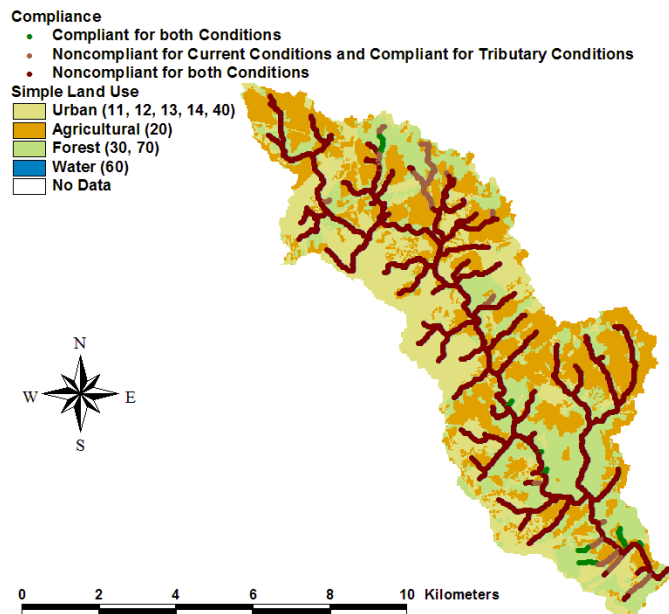 Compliance
Compliant for both Conditions
Noncompliant for Current Conditions and Compliant for Tributary Conditions
Noncompliant for both Conditions
Simple Land Use
Urban (11, 12, 13, 14, 40)
Agricultural (20)
Forest (30, 70)
Water (60)
No Data
N
W E
S
0 2 4 6 8 10 Kilometers